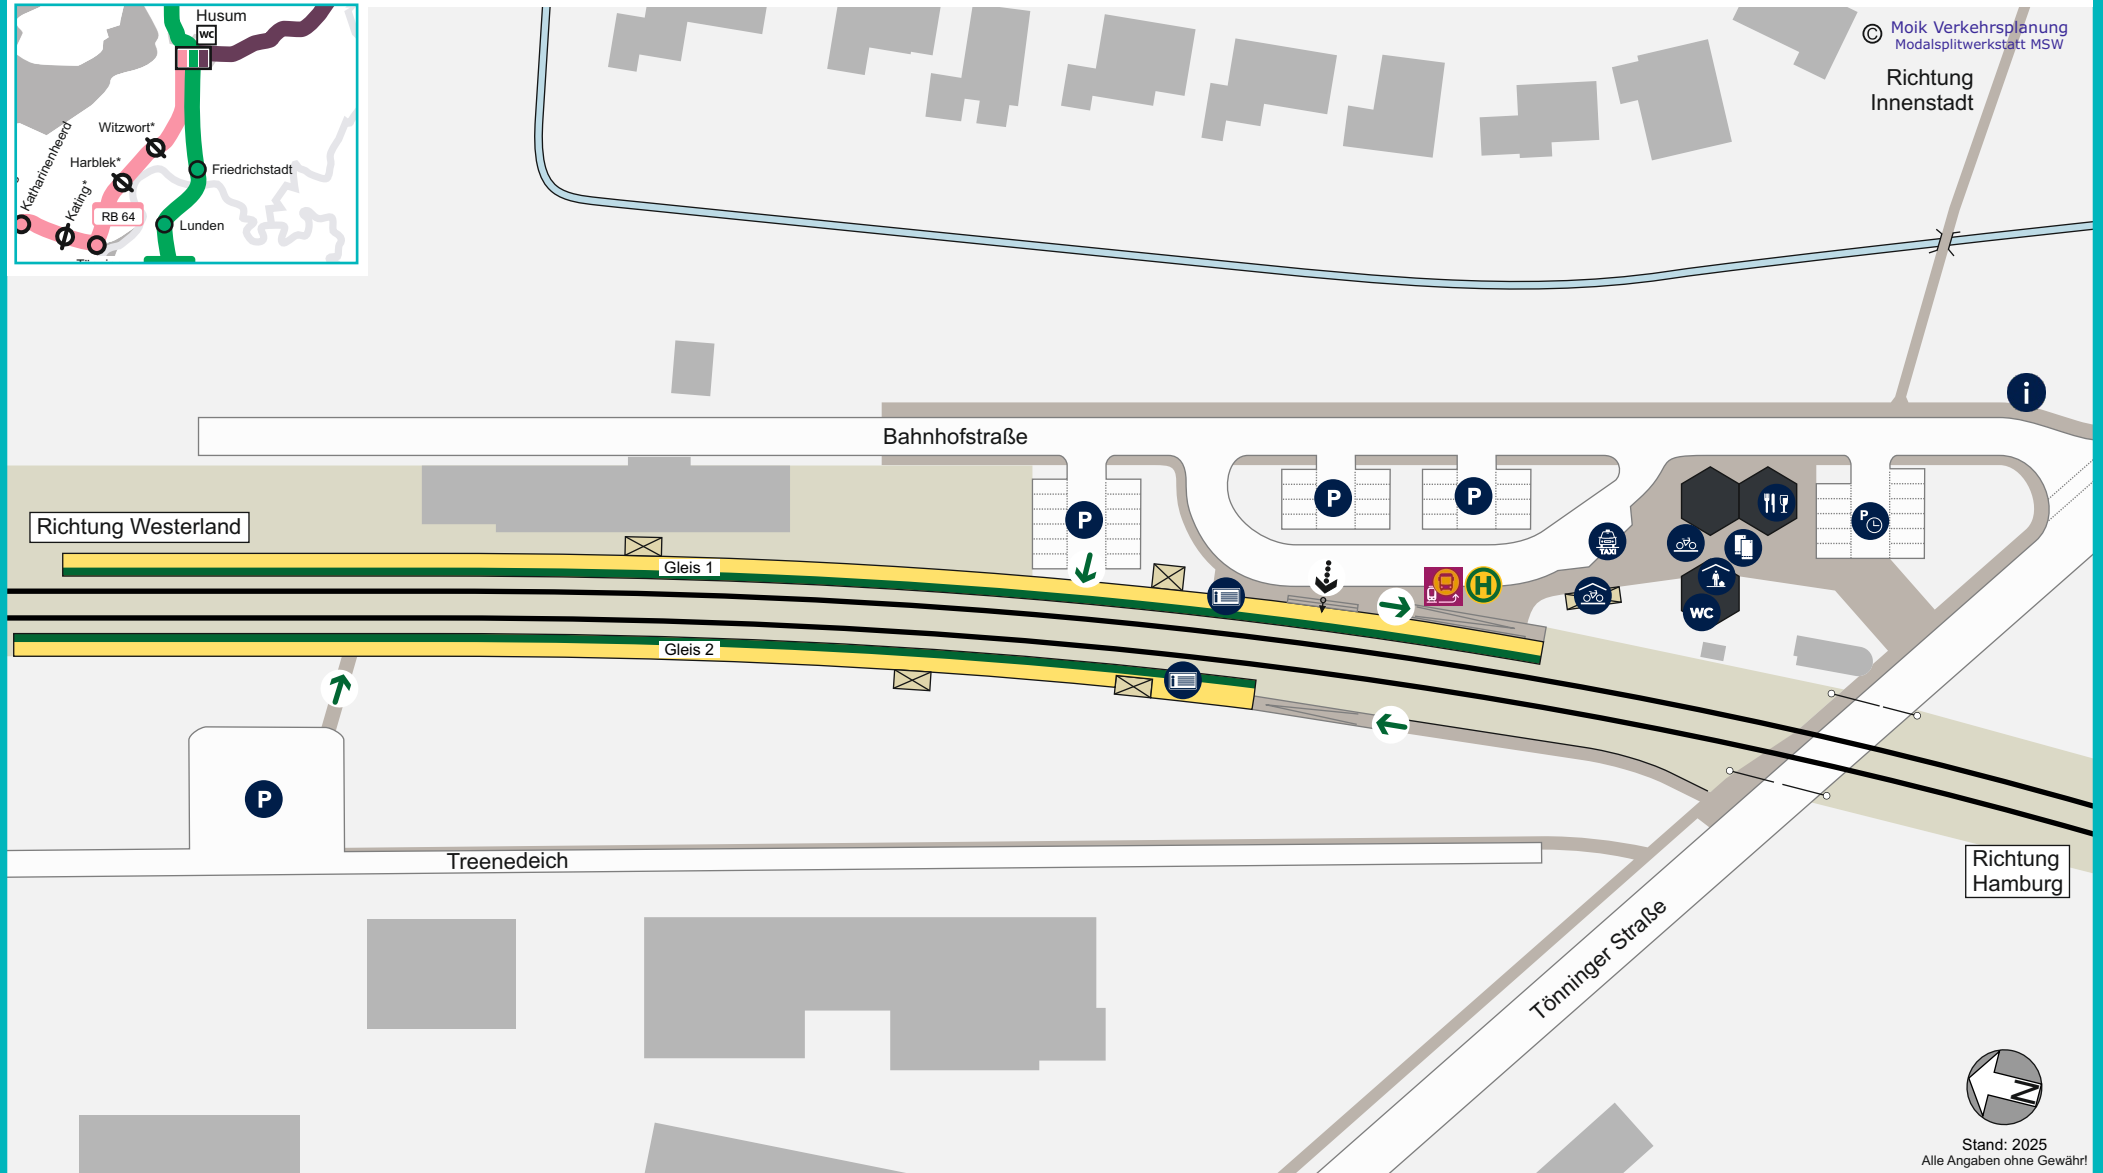 Husum
WC
Witzwort*
Harblek*
Katharinenheerd
Kating*
RB 64
Friedrichstadt
Lunden
© Moik Verkehrsplanung
Modalsplitwerkstatt MSW
Richtung
Innenstadt
i
Bahnhofstraße
Richtung Westerland
P
P
P
P
TAXI
H
WC
Gleis 1
Gleis 2
P
Treenedeich
Tönninger Straße
Richtung
Hamburg
N
Stand: 2025
Alle Angaben ohne Gewähr!